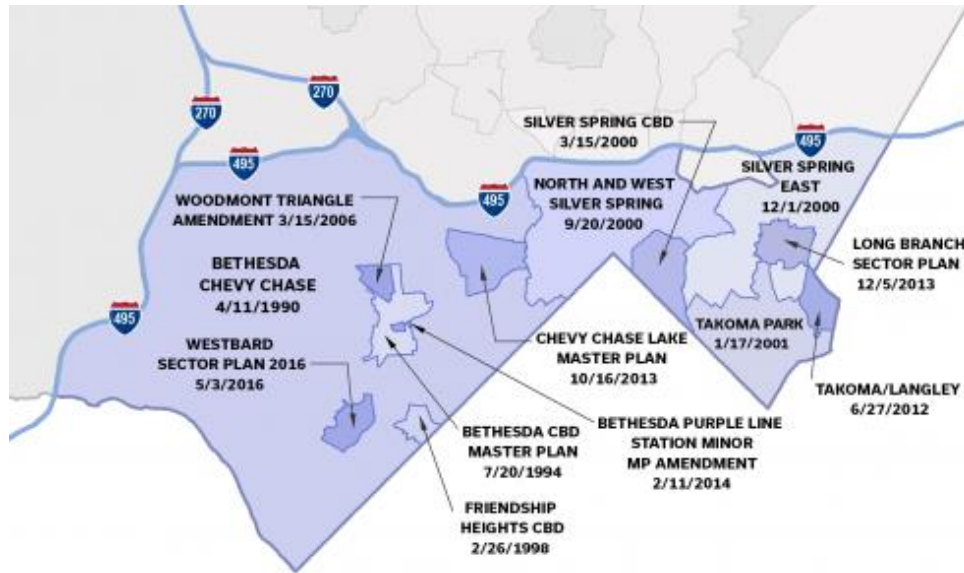 270
270
495
495
495
495
SILVER SPRING CBD
3/15/2000
WOODMONT TRIANGLE
AMENDMENT 3/15/2006
NORTH AND WEST
SILVER SPRING
9/20/2000
SILVER SPRING
EAST
12/1/2000
LONG BRANCH
SECTOR PLAN
12/5/2013
BETHESDA
CHEVY CHASE
4/11/1990
WESTBARD
SECTOR PLAN 2016
5/3/2016
CHEVY CHASE LAKE
MASTER PLAN
10/16/2013
TAKOMA PARK
1/17/2001
TAKOMA/LANGLEY
6/27/2012
BETHESDA CBD
MASTER PLAN
7/20/1994
BETHESDA PURPLE LINE
STATION MINOR
MP AMENDMENT
2/11/2014
FRIENDSHIP
HEIGHTS CBD
2/26/1998